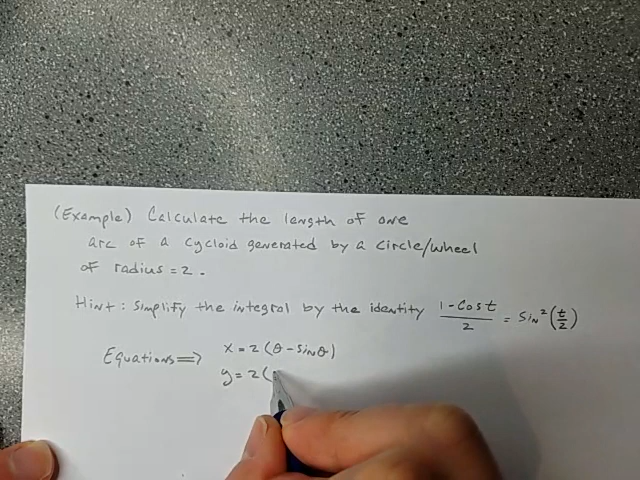 (Example) Calculate the length of one
arc of a cycloid generated by a circle/wheel
of radius = 2.
Hint: Simplify the integral by the identity (1-Cos t)/2 = Sin²(t/2)
Equations ⟹ x = 2(θ - Sinθ)
y = 2(